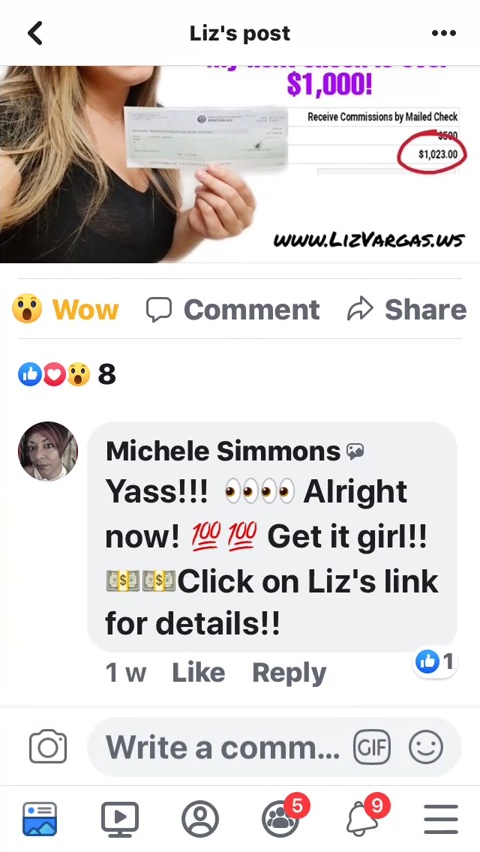 Liz's post
$1,000!
Receive Commissions by Mailed Check
$500
$1,023.00
www.LizVargas.ws
Wow
Comment
Share
8
Michele Simmons
Yass!!! 👀👀 Alright
now! 💯💯 Get it girl!!
💵💵Click on Liz's link
for details!!
1 w Like Reply
1
Write a comm...
GIF
5
9